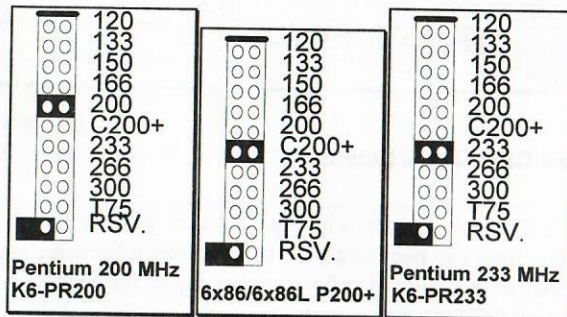 120
133
150
166
200
C200+
233
266
300
T75
RSV.
Pentium 200 MHz
K6-PR200
120
133
150
166
200
C200+
233
266
300
T75
RSV.
6x86/6x86L P200+
120
133
150
166
200
C200+
233
266
300
T75
RSV.
Pentium 233 MHz
K6-PR233